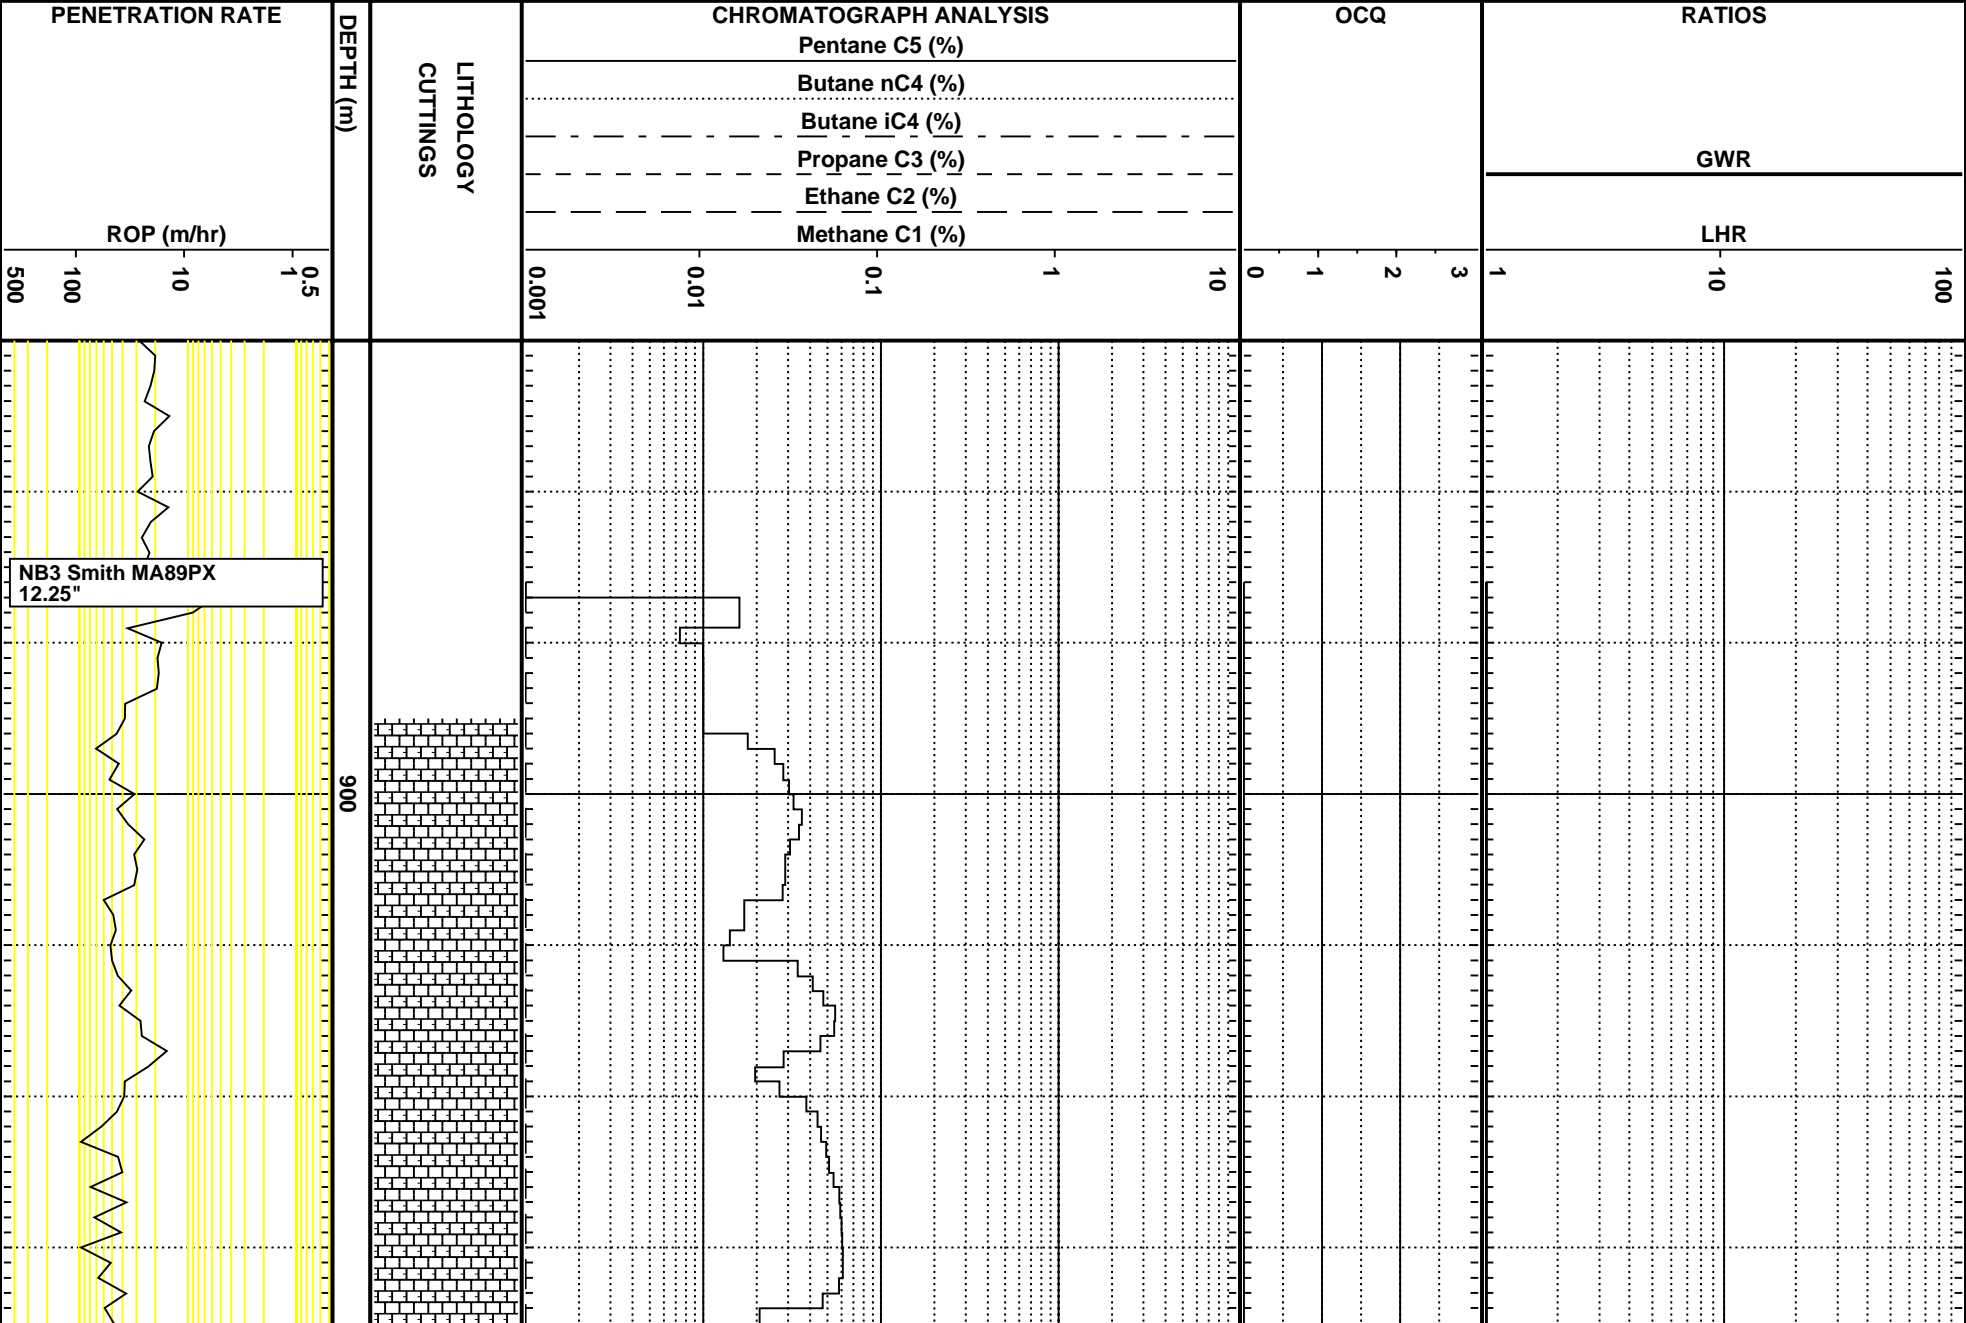 PENETRATION RATE
ROP (m/hr)
500 100 10 1 0.5
DEPTH (m)
LITHOLOGY
CUTTINGS
CHROMATOGRAPH ANALYSIS
Pentane C5 (%)
Butane nC4 (%)
Butane iC4 (%)
Propane C3 (%)
Ethane C2 (%)
Methane C1 (%)
0.001 0.01 0.1 1 10
OCQ
0 1 2 3
RATIOS
GWR
LHR
1 10 100
NB3 Smith MA89PX
12.25"
900